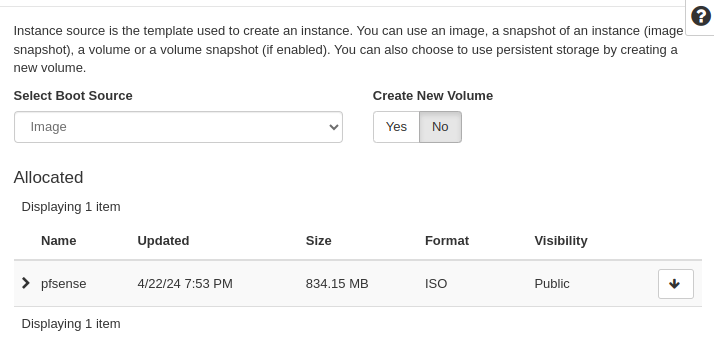 Instance source is the template used to create an instance. You can use an image, a snapshot of an instance (image
snapshot), a volume or a volume snapshot (if enabled). You can also choose to use persistent storage by creating a
new volume.
Select Boot Source
Create New Volume
Image
Yes No
Allocated
Displaying 1 item
Name Updated Size Format Visibility
pfsense 4/22/24 7:53 PM 834.15 MB ISO Public
Displaying 1 item